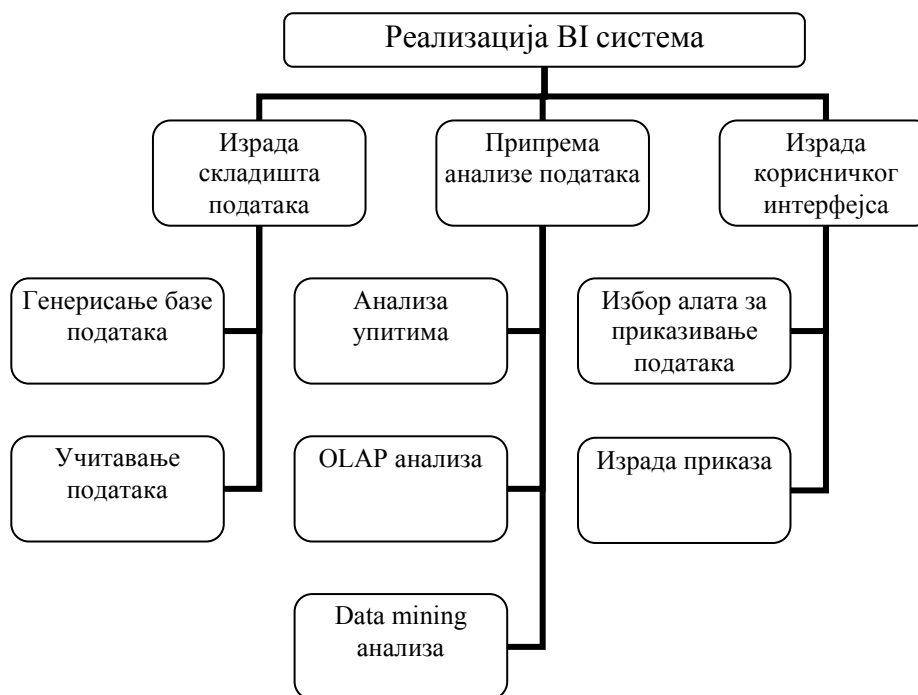 Реализација BI система
Израда
складишта
података
Припрема
анализе података
Израда
корисничког
интерфејса
Генерисање базе
података
Анализа
упитима
Избор алата за
приказивање
података
Учитавање
података
OLAP анализа
Израда приказа
Data mining
анализа